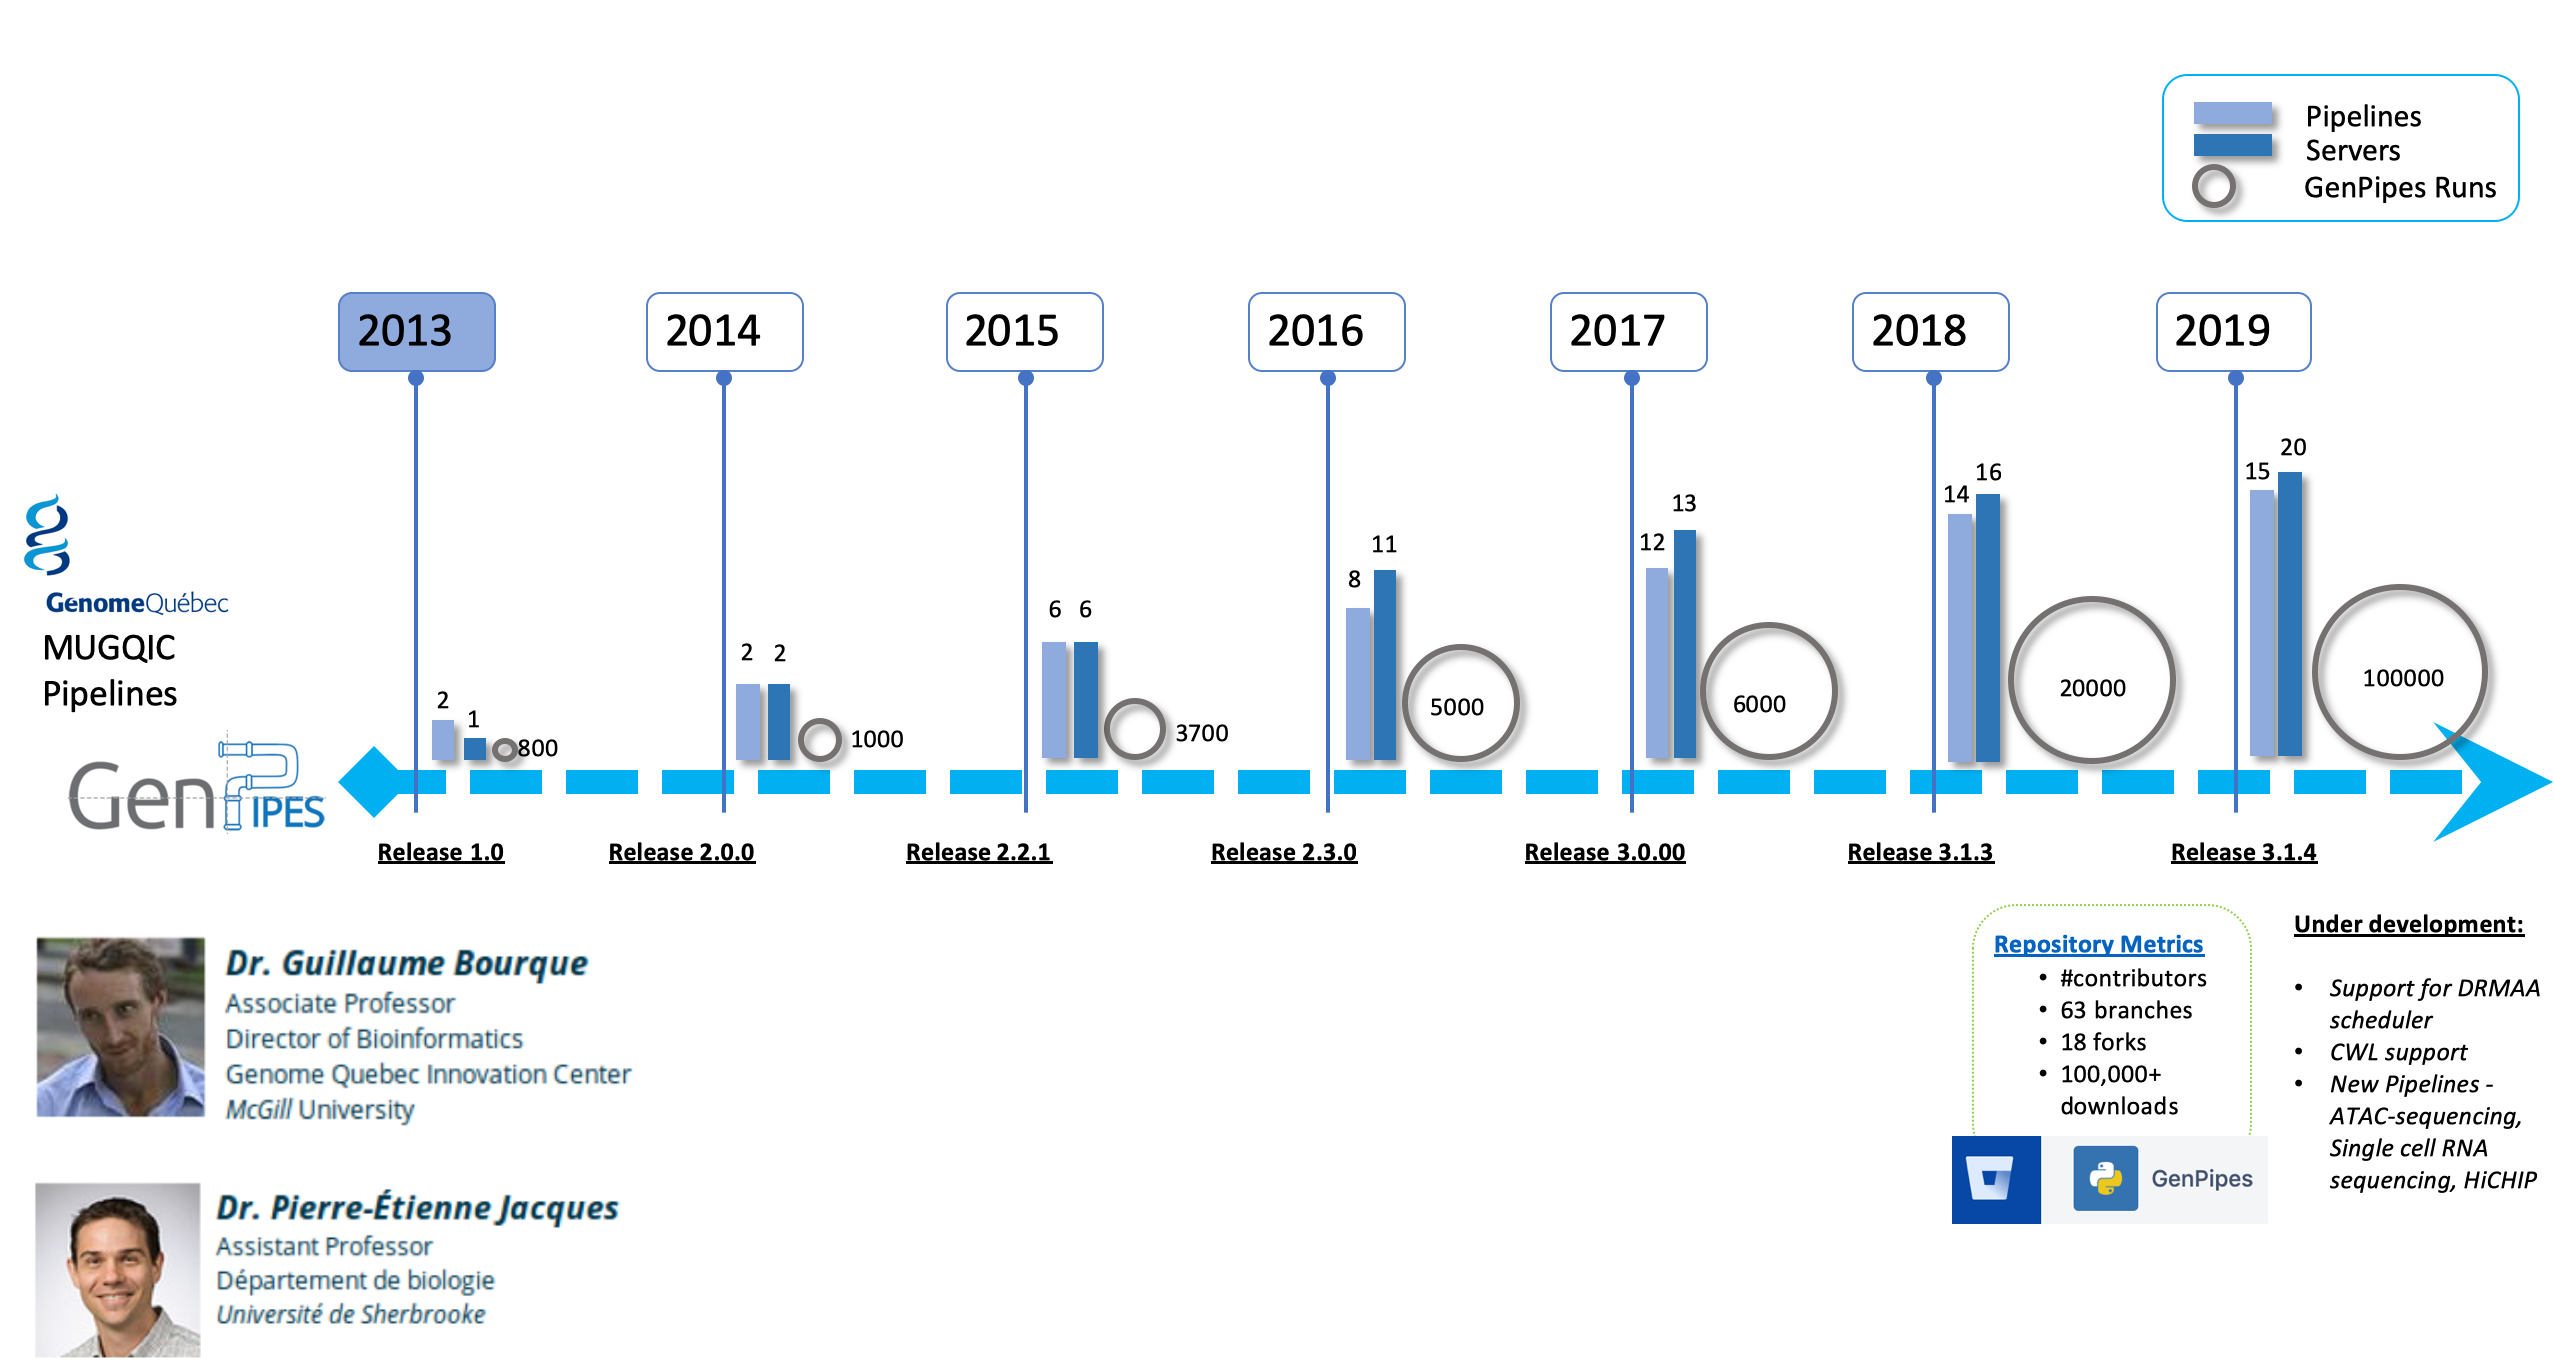 Pipelines
Servers
GenPipes Runs
2013
2014
2015
2016
2017
2018
2019
GenomeQuébec
MUGQIC
Pipelines
GenPIPES
2
1
800
2
2
1000
6
6
3700
8
11
5000
12
13
6000
14
16
20000
15
20
100000
Release 1.0
Release 2.0.0
Release 2.2.1
Release 2.3.0
Release 3.0.00
Release 3.1.3
Release 3.1.4
Dr. Guillaume Bourque
Associate Professor
Director of Bioinformatics
Genome Quebec Innovation Center
McGill University
Dr. Pierre-Étienne Jacques
Assistant Professor
Département de biologie
Université de Sherbrooke
Repository Metrics
• #contributors
• 63 branches
• 18 forks
• 100,000+
downloads
GenPipes
Under development:
• Support for DRMAA
scheduler
• CWL support
• New Pipelines -
ATAC-sequencing,
Single cell RNA
sequencing, HiCHIP